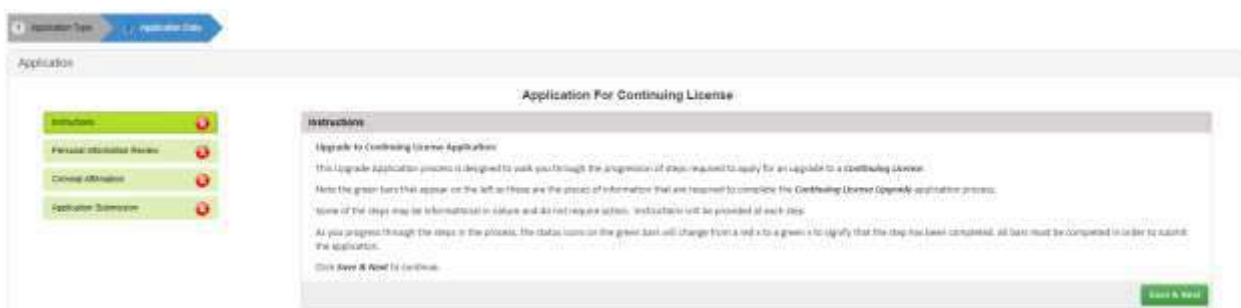 1 Application Type
2 Application Data
Application
Application For Continuing License
Instructions
Personal Information Review
Criminal Affirmation
Application Submission
Instructions
Upgrade to Continuing License Application:
This Upgrade Application process is designed to walk you through the progression of steps required to apply for an upgrade to a Continuing License.
Note the green bars that appear on the left as these are the pieces of information that are required to complete the Continuing License Upgrade application process.
Some of the steps may be informational in nature and do not require action. Instructions will be provided at each step.
As you progress through the steps in the process, the status icons on the green bars will change from a red x to a green x to signify that the step has been completed. All bars must be competed in order to submit
the application.
Click Save & Next to continue.
Save & Next